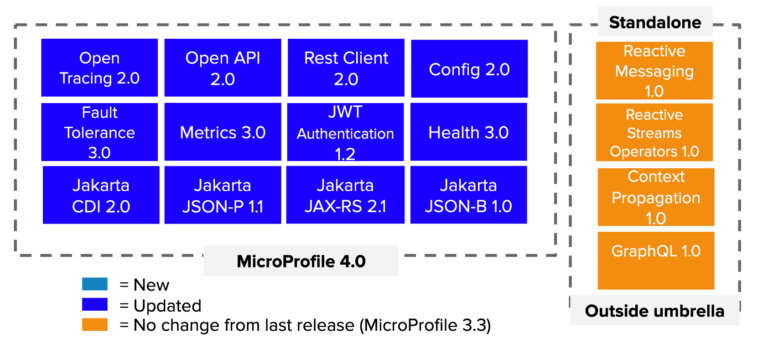 Standalone
Open
Tracing 2.0
Open API
2.0
Rest Client
2.0
Config 2.0
Reactive
Messaging
1.0
Fault
Tolerance
3.0
Metrics 3.0
JWT
Authentication
1.2
Health 3.0
Reactive
Streams
Operators 1.0
Jakarta
CDI 2.0
Jakarta
JSON-P 1.1
Jakarta
JAX-RS 2.1
Jakarta
JSON-B 1.0
Context
Propagation
1.0
GraphQL 1.0
MicroProfile 4.0
= New
= Updated
= No change from last release (MicroProfile 3.3)
Outside umbrella